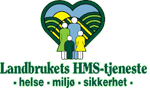 Landbrukets HMS-tjeneste
• helse • miljø • sikkerhet •